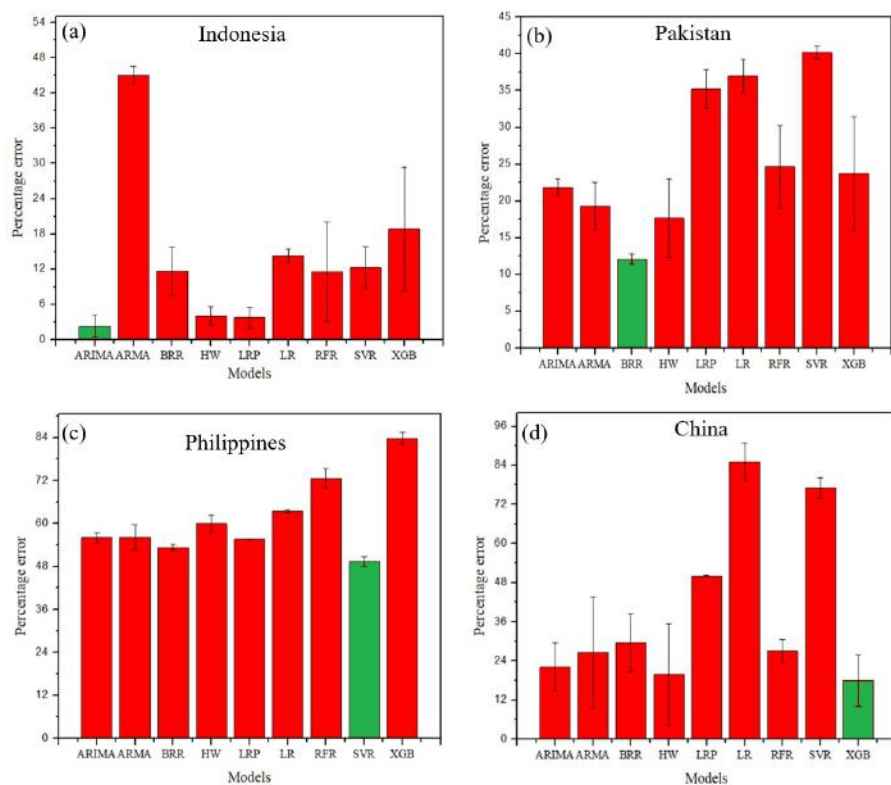 (a) Indonesia
Percentage error
54
48
42
36
30
24
18
12
6
0
ARIMA ARMA BRR HW LRP LR RFR SVR XGB
Models
(b) Pakistan
Percentage error
45
40
35
30
25
20
15
10
5
0
ARIMA ARMA BRR HW LRP LR RFR SVR XGB
Models
(c) Philippines
Percentage error
84
72
60
48
36
24
12
0
ARIMA ARMA BRR HW LRP LR RFR SVR XGB
Models
(d) China
Percentage error
96
84
72
60
48
36
24
12
0
ARIMA ARMA BRR HW LRP LR RFR SVR XGB
Models